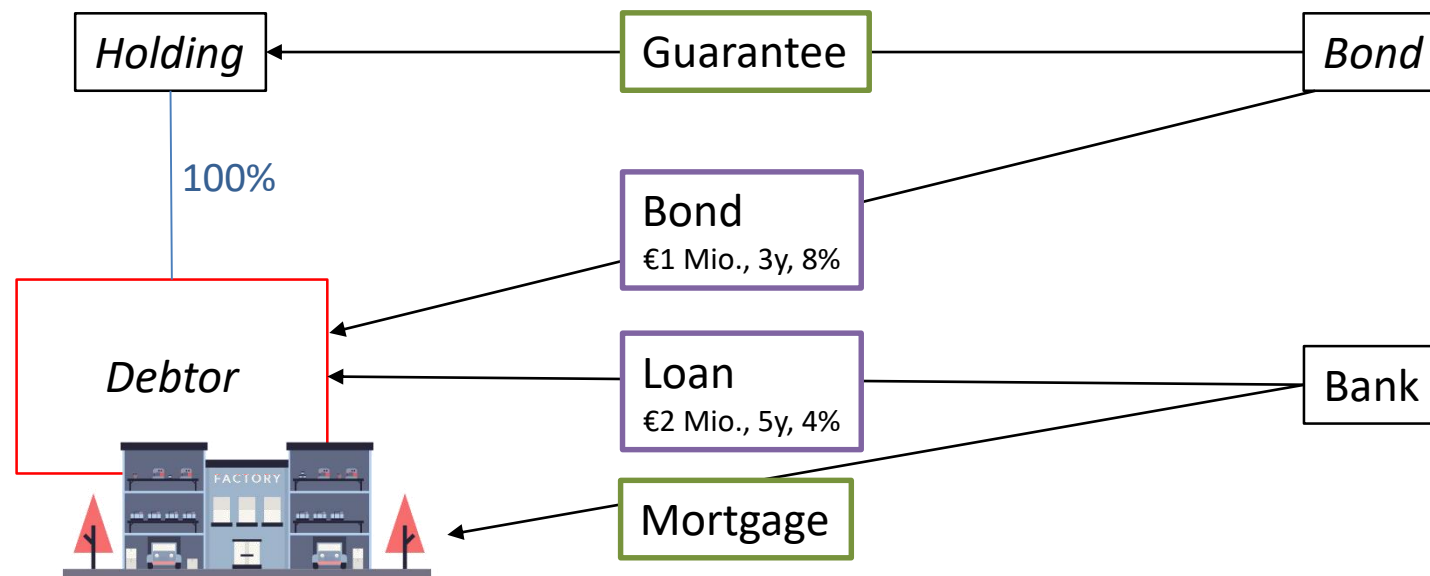 Holding
Guarantee
Bond
100%
Bond
€1 Mio., 3y, 8%
Debtor
Loan
€2 Mio., 5y, 4%
Bank
FACTORY
Mortgage